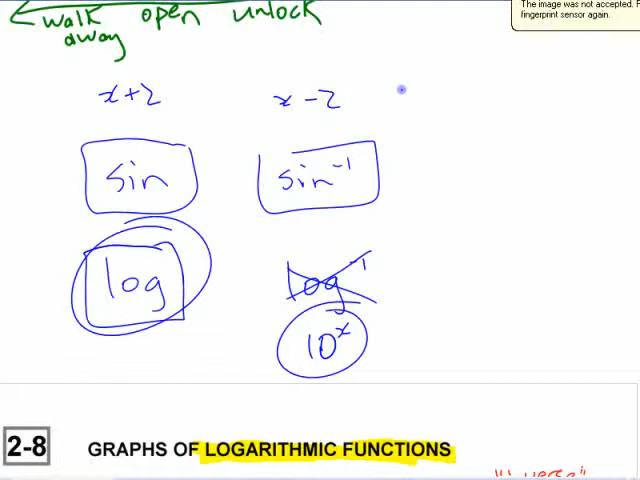 The image was not accepted.
fingerprint sensor again.
walk open unlock
away
x+2 x-2
sin sin⁻¹
log log⁻¹
10ˣ
2-8 GRAPHS OF LOGARITHMIC FUNCTIONS